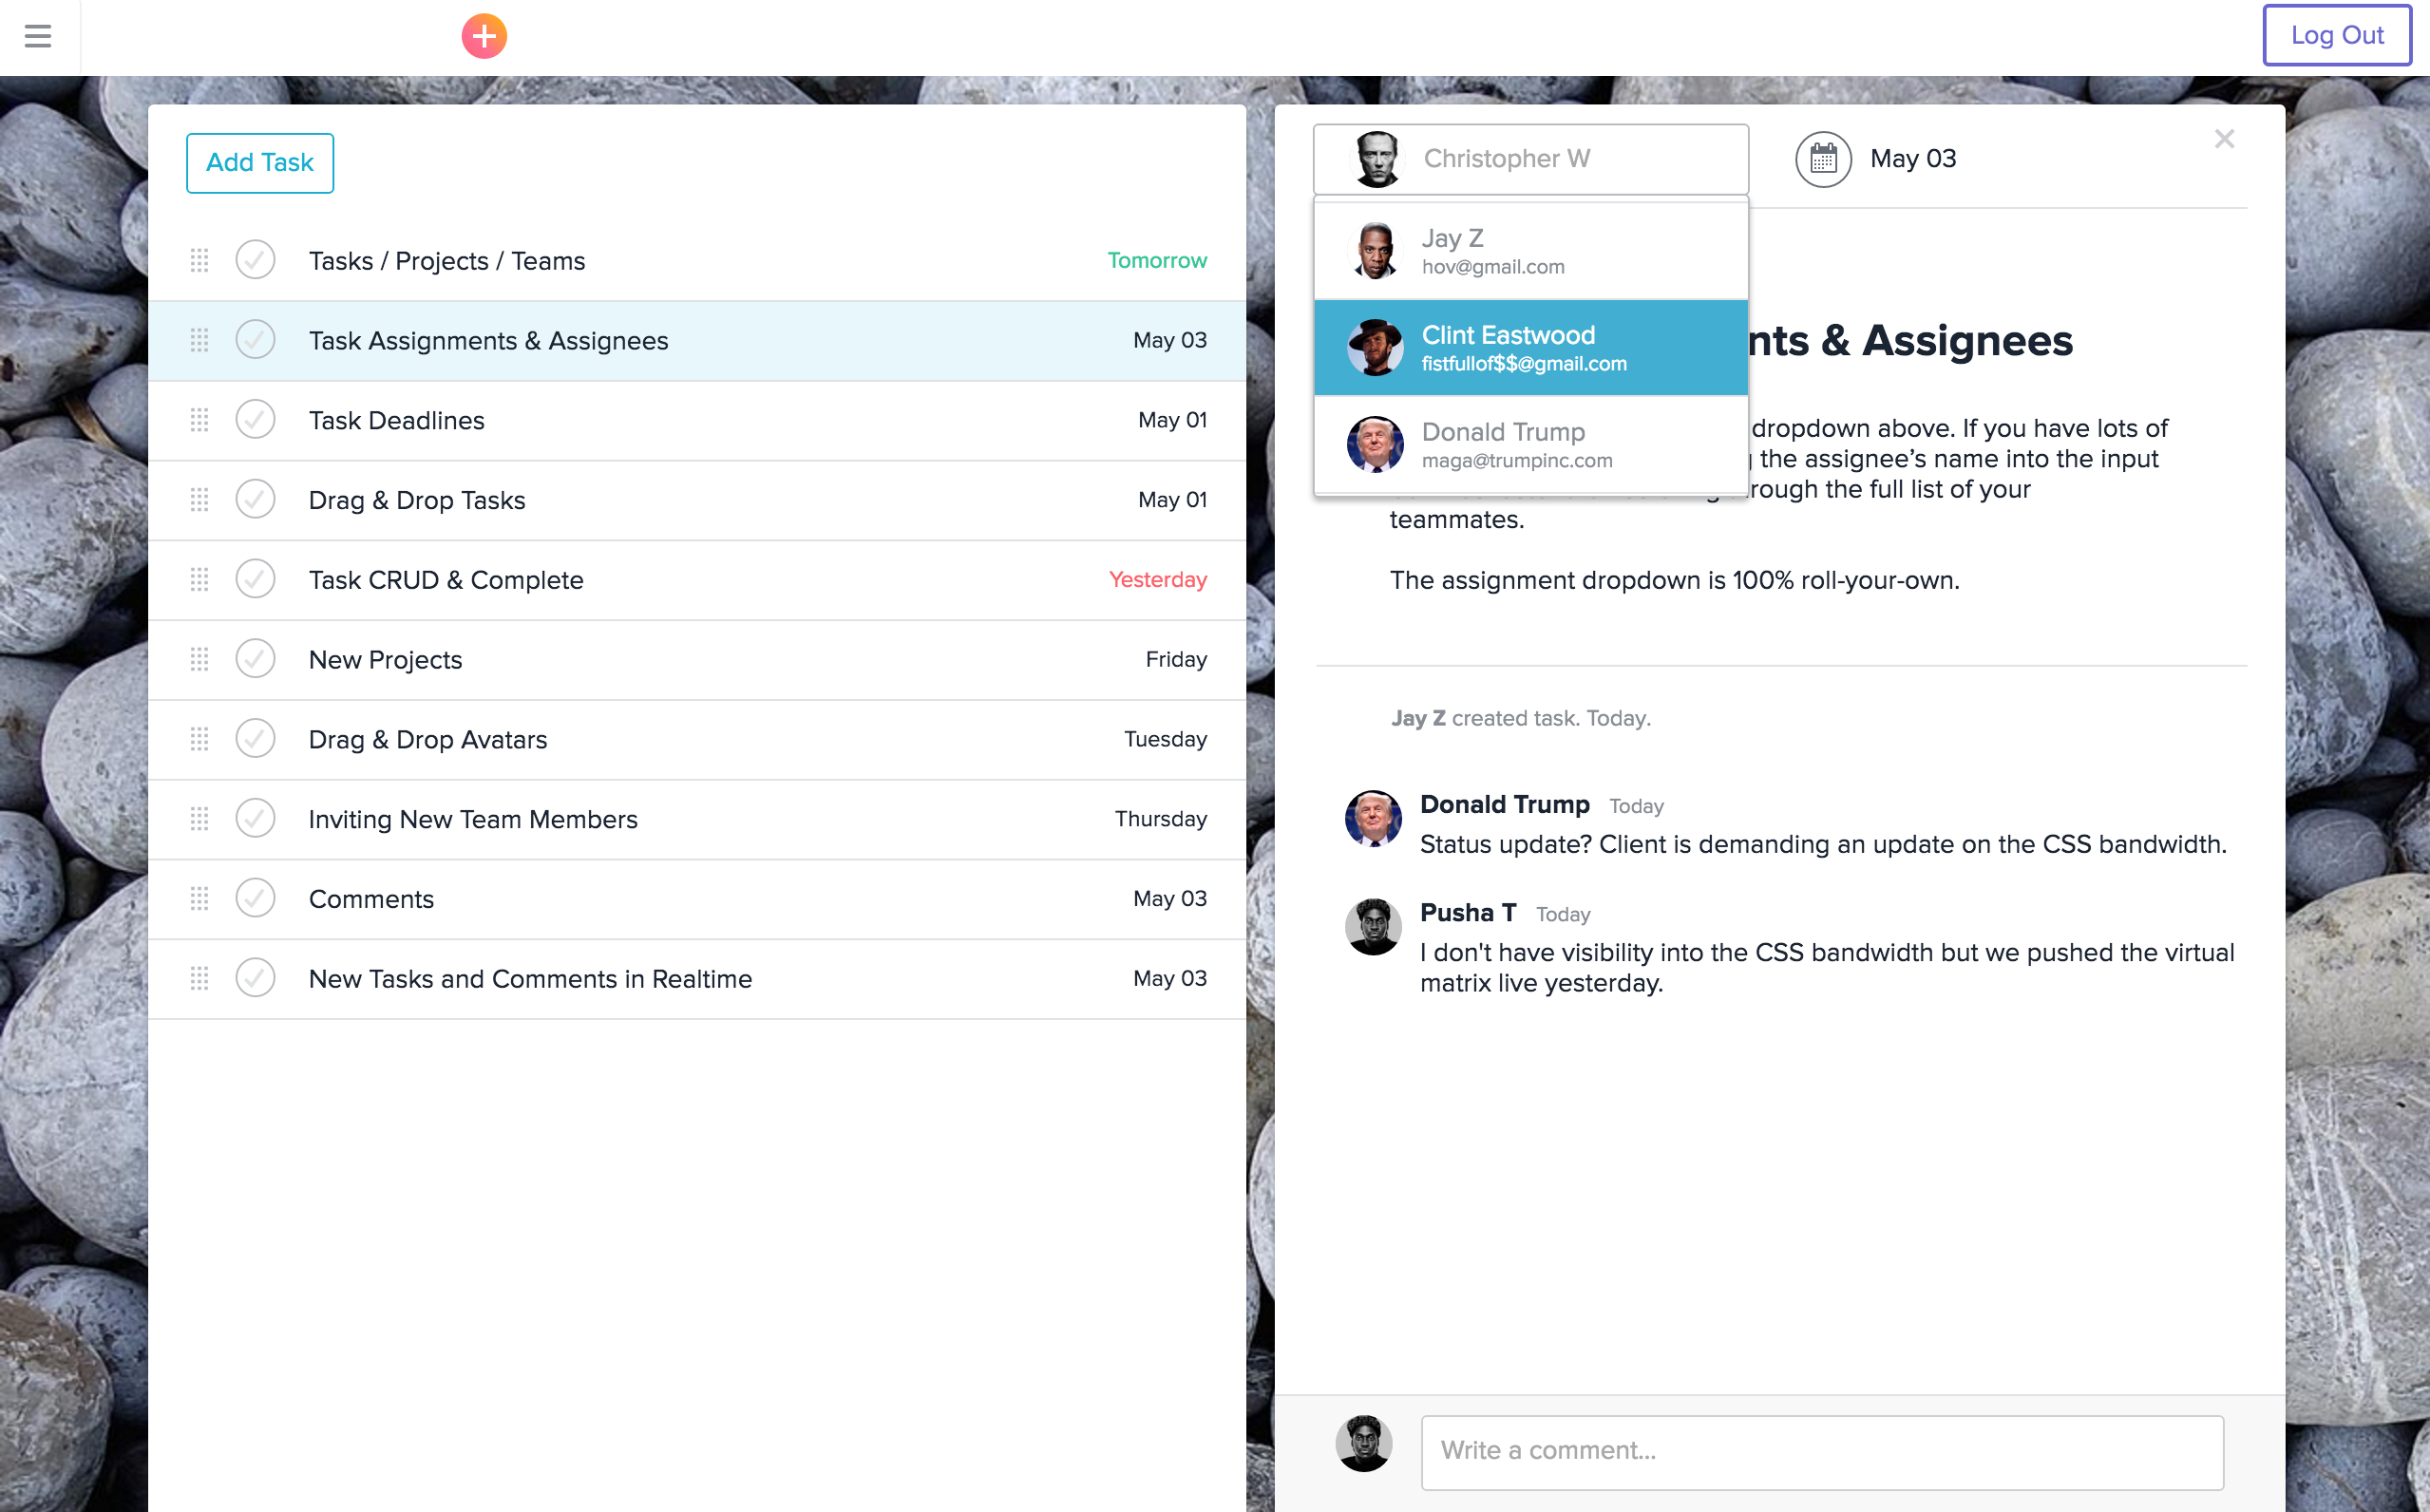 Log Out
Add Task
Tasks / Projects / Teams
Tomorrow
Task Assignments & Assignees
May 03
Task Deadlines
May 01
Drag & Drop Tasks
May 01
Task CRUD & Complete
Yesterday
New Projects
Friday
Drag & Drop Avatars
Tuesday
Inviting New Team Members
Thursday
Comments
May 03
New Tasks and Comments in Realtime
May 03
Christopher W
May 03
Jay Z
hov@gmail.com
Clint Eastwood
fistfullof$$@gmail.com
Donald Trump
maga@trumpinc.com
& Assignees
dropdown above. If you have lots of
the assignee’s name into the input
the full list of your
teammates.
The assignment dropdown is 100% roll-your-own.
Jay Z created task. Today.
Donald Trump Today
Status update? Client is demanding an update on the CSS bandwidth.
Pusha T Today
I don't have visibility into the CSS bandwidth but we pushed the virtual
matrix live yesterday.
Write a comment...